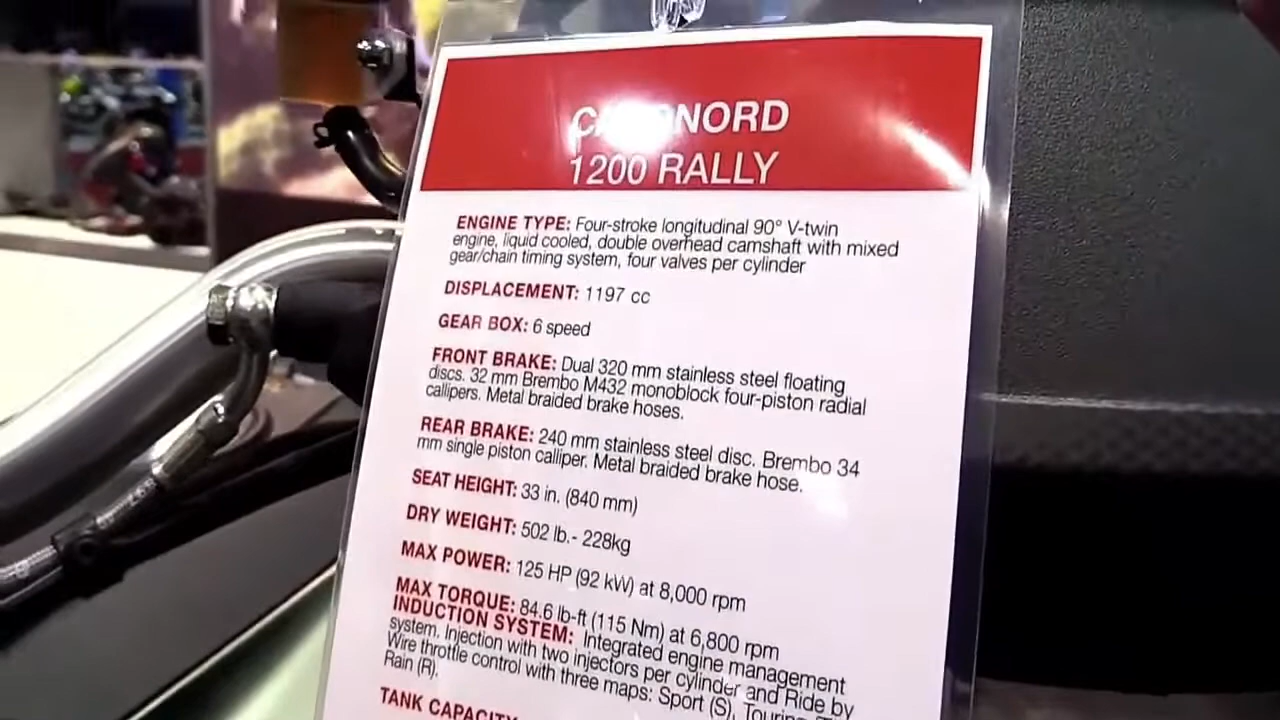 NORD
1200 RALLY
ENGINE TYPE: Four-stroke longitudinal 90° V-twin
engine, liquid cooled, double overhead camshaft with mixed
gear/chain timing system, four valves per cylinder
DISPLACEMENT: 1197 cc
GEAR BOX: 6 speed
FRONT BRAKE: Dual 320 mm stainless steel floating
discs. 32 mm Brembo M432 monoblock four-piston radial
callipers. Metal braided brake hoses.
REAR BRAKE: 240 mm stainless steel disc. Brembo 34
mm single piston calliper. Metal braided brake hose.
SEAT HEIGHT: 33 in. (840 mm)
DRY WEIGHT: 502 lb.- 228kg
MAX POWER: 125 HP (92 kW) at 8,000 rpm
MAX TORQUE: 84.6 lb-ft (115 Nm) at 6,800 rpm
INDUCTION SYSTEM: Integrated engine management
system. Injection with two injectors per cylinder and Ride by
Wire throttle control with three maps: Sport (S), Touring
Rain (R).
TANK CAPACITY